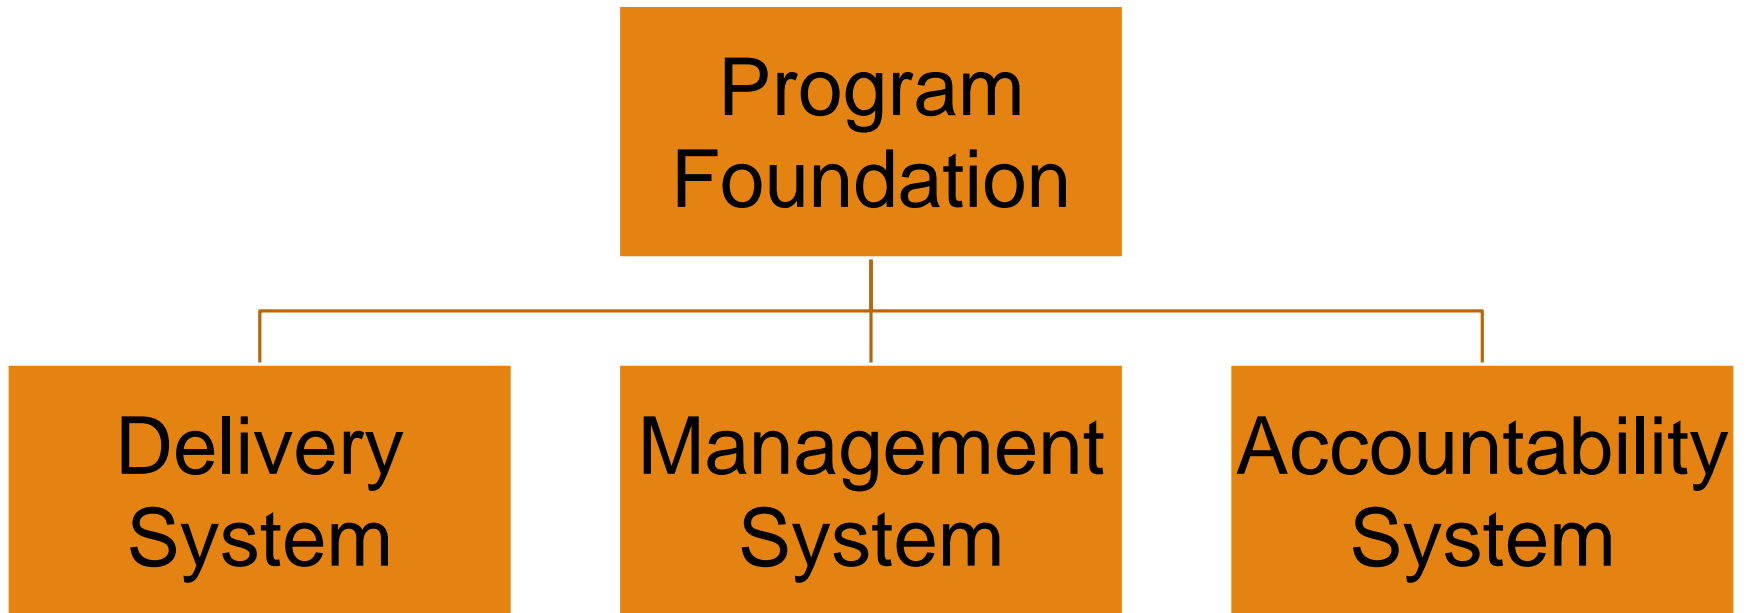 Program
Foundation
Delivery
System
Management
System
Accountability
System